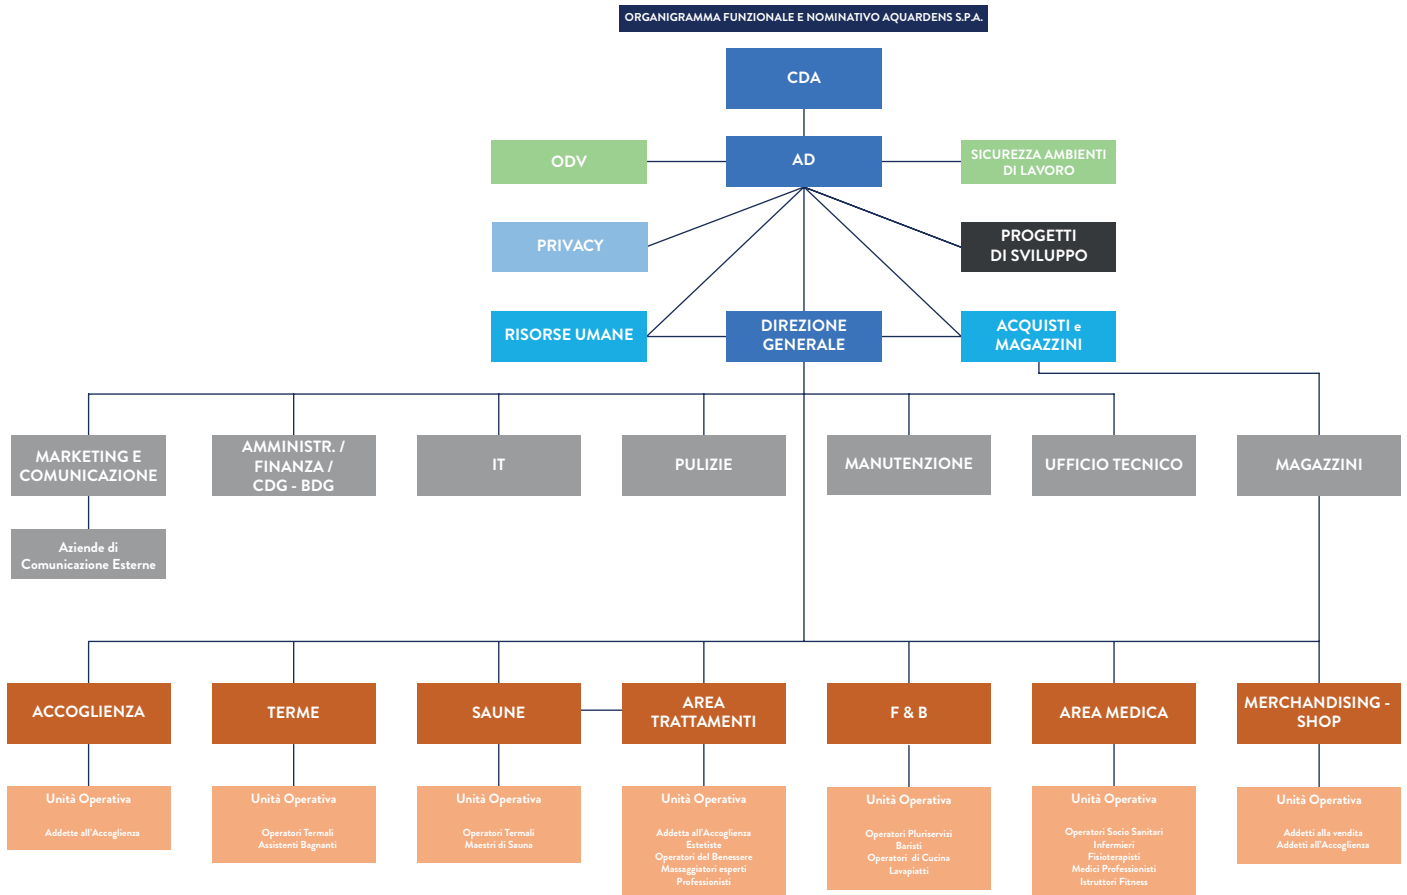 ORGANIGRAMMA FUNZIONALE E NOMINATIVO AQUARDENS S.P.A.
CDA
ODV
AD
SICUREZZA AMBIENTI
DI LAVORO
PRIVACY
PROGETTI
DI SVILUPPO
RISORSE UMANE
DIREZIONE
GENERALE
ACQUISTI e
MAGAZZINI
MARKETING E
COMUNICAZIONE
AMMINISTR. /
FINANZA /
CDG - BDG
IT
PULIZIE
MANUTENZIONE
UFFICIO TECNICO
MAGAZZINI
Aziende di
Comunicazione Esterne
ACCOGLIENZA
TERME
SAUNE
AREA
TRATTAMENTI
F & B
AREA MEDICA
MERCHANDISING -
SHOP
Unità Operativa
Addette all'Accoglienza
Unità Operativa
Operatori Termali
Assistenti Bagnanti
Unità Operativa
Operatori Termali
Maestri di Sauna
Unità Operativa
Addetta all'Accoglienza
Estetiste
Operatori del Benessere
Massaggiatori esperti
Professionisti
Unità Operativa
Operatori Pluriservizi
Baristi
Operatori di Cucina
Lavapiatti
Unità Operativa
Operatori Socio Sanitari
Infermieri
Fisioterapisti
Medici Professionisti
Istruttori Fitness
Unità Operativa
Addetti alla vendita
Addetti all'Accoglienza